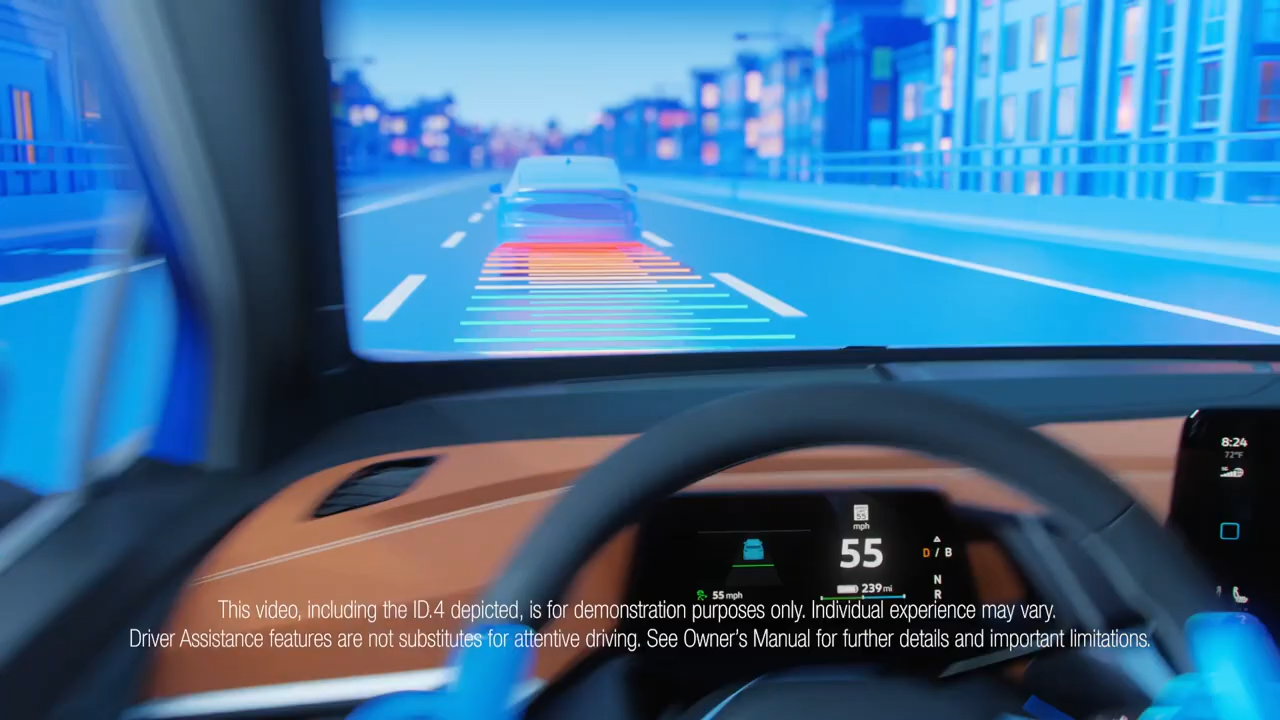 8:24
72°F
5G
55
mph
55
D / B
239 mi
N
55 mph
R
This video, including the ID.4 depicted, is for demonstration purposes only. Individual experience may vary.
Driver Assistance features are not substitutes for attentive driving. See Owner's Manual for further details and important limitations.